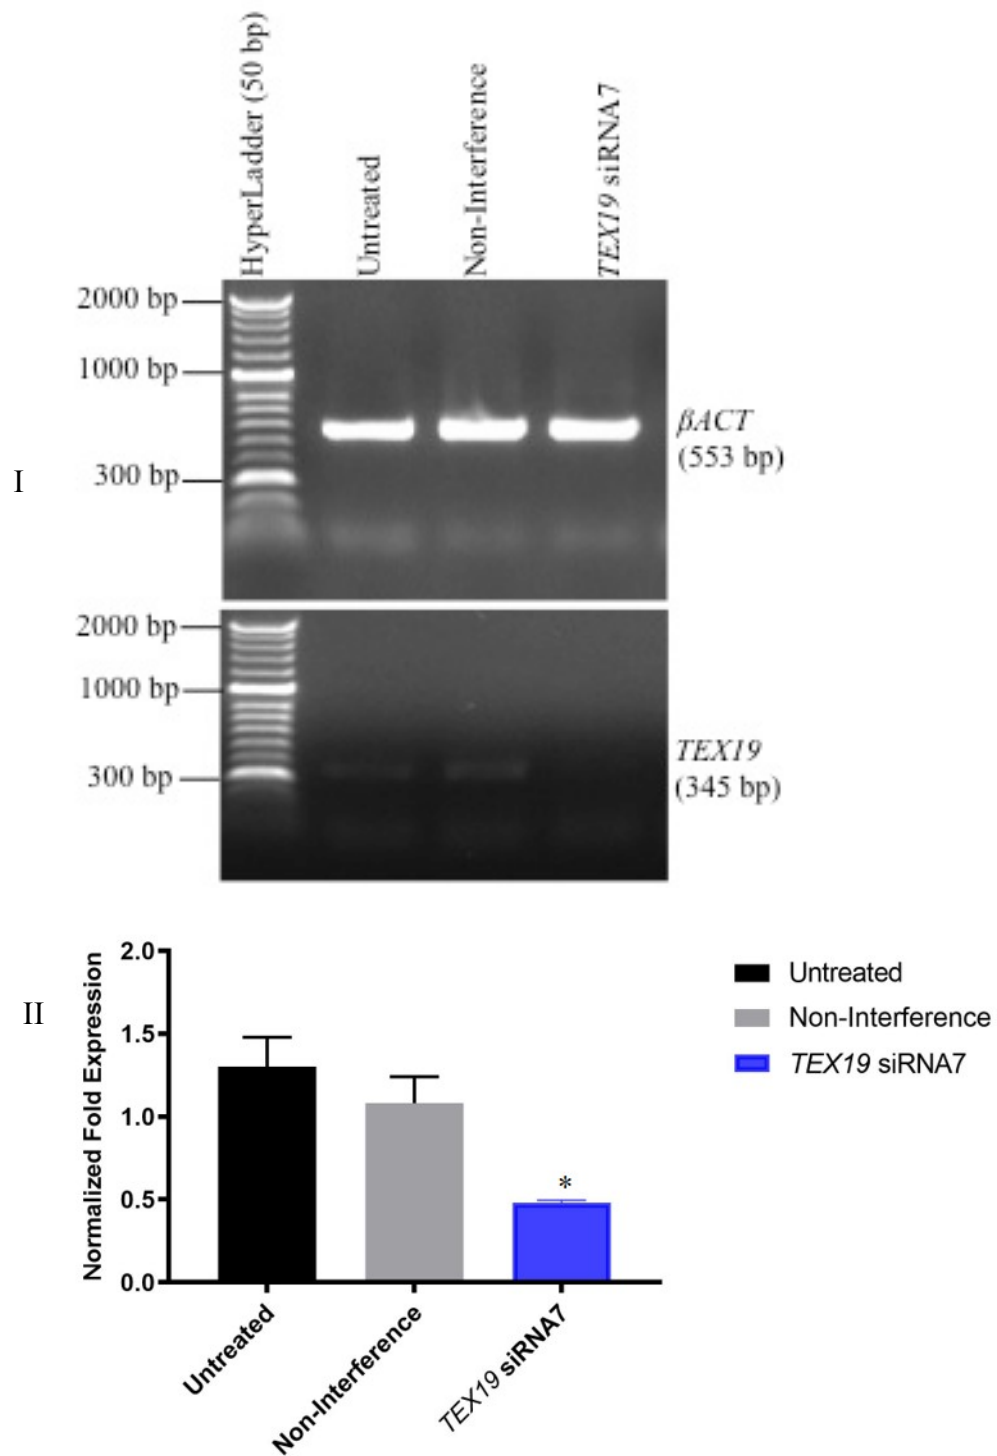 HyperLadder (50 bp)
Untreated
Non-Interference
TEX19 siRNA7
2000 bp
1000 bp
300 bp
βACT
(553 bp)
I
2000 bp
1000 bp
300 bp
TEX19
(345 bp)
II
Normalized Fold Expression
2.0
1.5
1.0
0.5
0.0
*
Untreated
Non-Interference
TEX19 siRNA7
Untreated
Non-Interference
TEX19 siRNA7